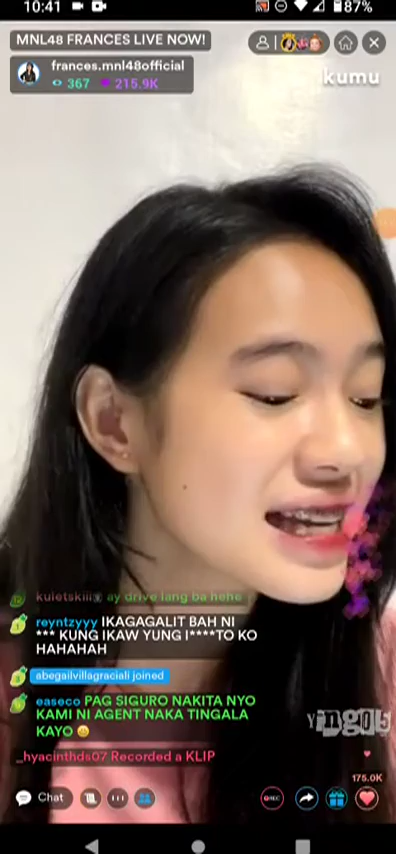 10:41
87%
MNL48 FRANCES LIVE NOW!
frances.mnl48official
367 215.9K
kumu
kuletskiii ay drive lang ba hehe
reyntzyyy IKAGAGALIT BAH NI
*** KUNG IKAW YUNG I****TO KO
HAHAHAH
abegailvillagraciali joined
easeco PAG SIGURO NAKITA NYO
KAMI NI AGENT NAKA TINGALA
KAYO
Ying05
_hyacinthds07 Recorded a KLIP
175.0K
Chat
REC